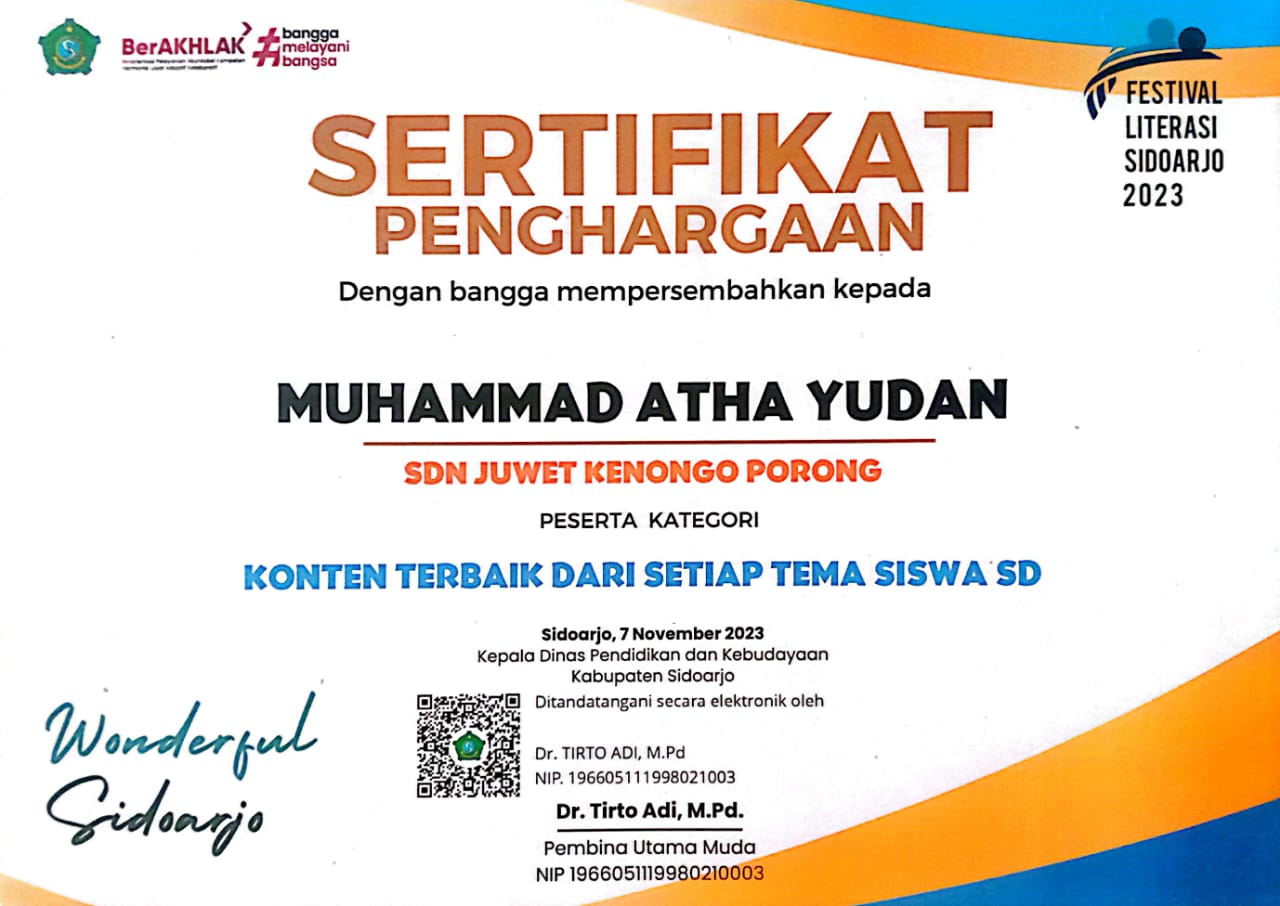 BerAKHLAK
#bangga
melayani
bangsa
FESTIVAL
LITERASI
SIDOARJO
2023
SERTIFIKAT
PENGHARGAAN
Dengan bangga mempersembahkan kepada
MUHAMMAD ATHA YUDAN
SDN JUWET KENONGO PORONG
PESERTA KATEGORI
KONTEN TERBAIK DARI SETIAP TEMA SISWA SD
Sidoarjo, 7 November 2023
Kepala Dinas Pendidikan dan Kebudayaan
Kabupaten Sidoarjo
Ditandatangani secara elektronik oleh
Dr. TIRTO ADI, M.Pd
NIP. 196605111998021003
Dr. Tirto Adi, M.Pd.
Pembina Utama Muda
NIP 1966051119980210003
Wonderful
Sidoarjo